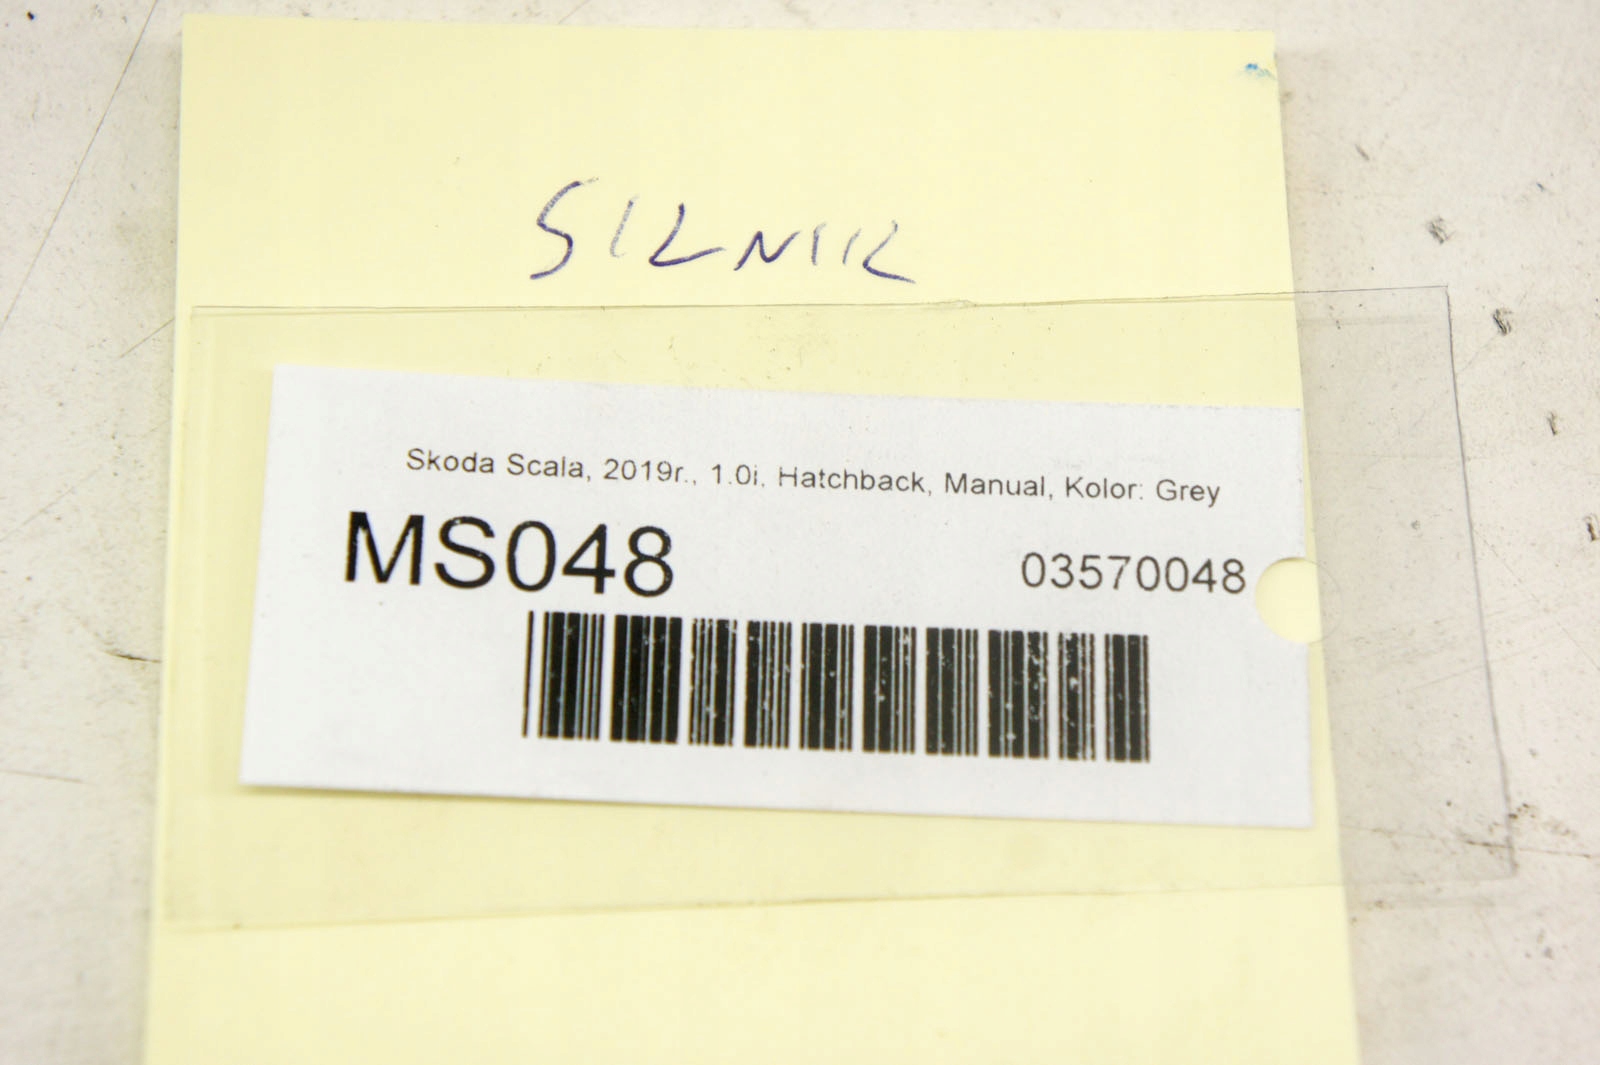 SILNIK
Skoda Scala, 2019r., 1.0i, Hatchback, Manual, Kolor: Grey
MS048
03570048